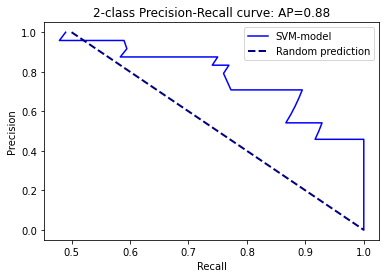 2-class Precision-Recall curve: AP=0.88
SVM-model
Random prediction
Precision
1.0
0.8
0.6
0.4
0.2
0.0
0.5 0.6 0.7 0.8 0.9 1.0
Recall